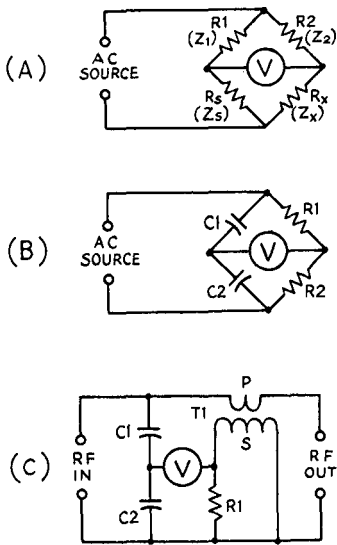 (A)
AC
SOURCE
R1
(Z1)
R2
(Z2)
V
RS
(ZS)
RX
(ZX)
(B)
AC
SOURCE
C1
R1
V
C2
R2
(C)
RF
IN
C1
C2
V
T1
P
S
R1
RF
OUT